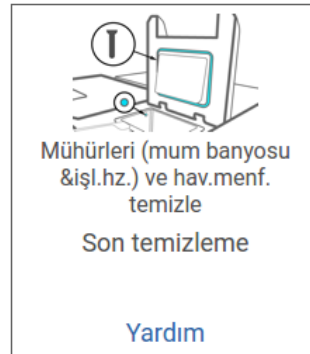 Mühürleri (mum banyosu
&işl.hz.) ve hav.menf.
temizle
Son temizleme
Yardım